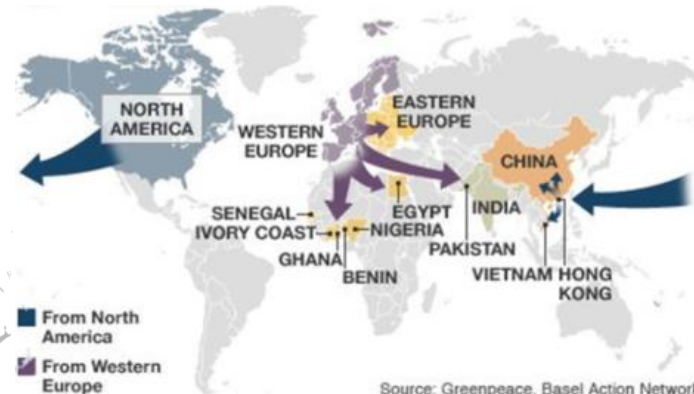 NORTH
AMERICA
WESTERN
EUROPE
EASTERN
EUROPE
CHINA
SENEGAL
IVORY COAST
GHANA
BENIN
EGYPT
NIGERIA
INDIA
PAKISTAN
VIETNAM
HONG
KONG
From North
America
From Western
Europe
Source: Greenpeace, Basel Action Network